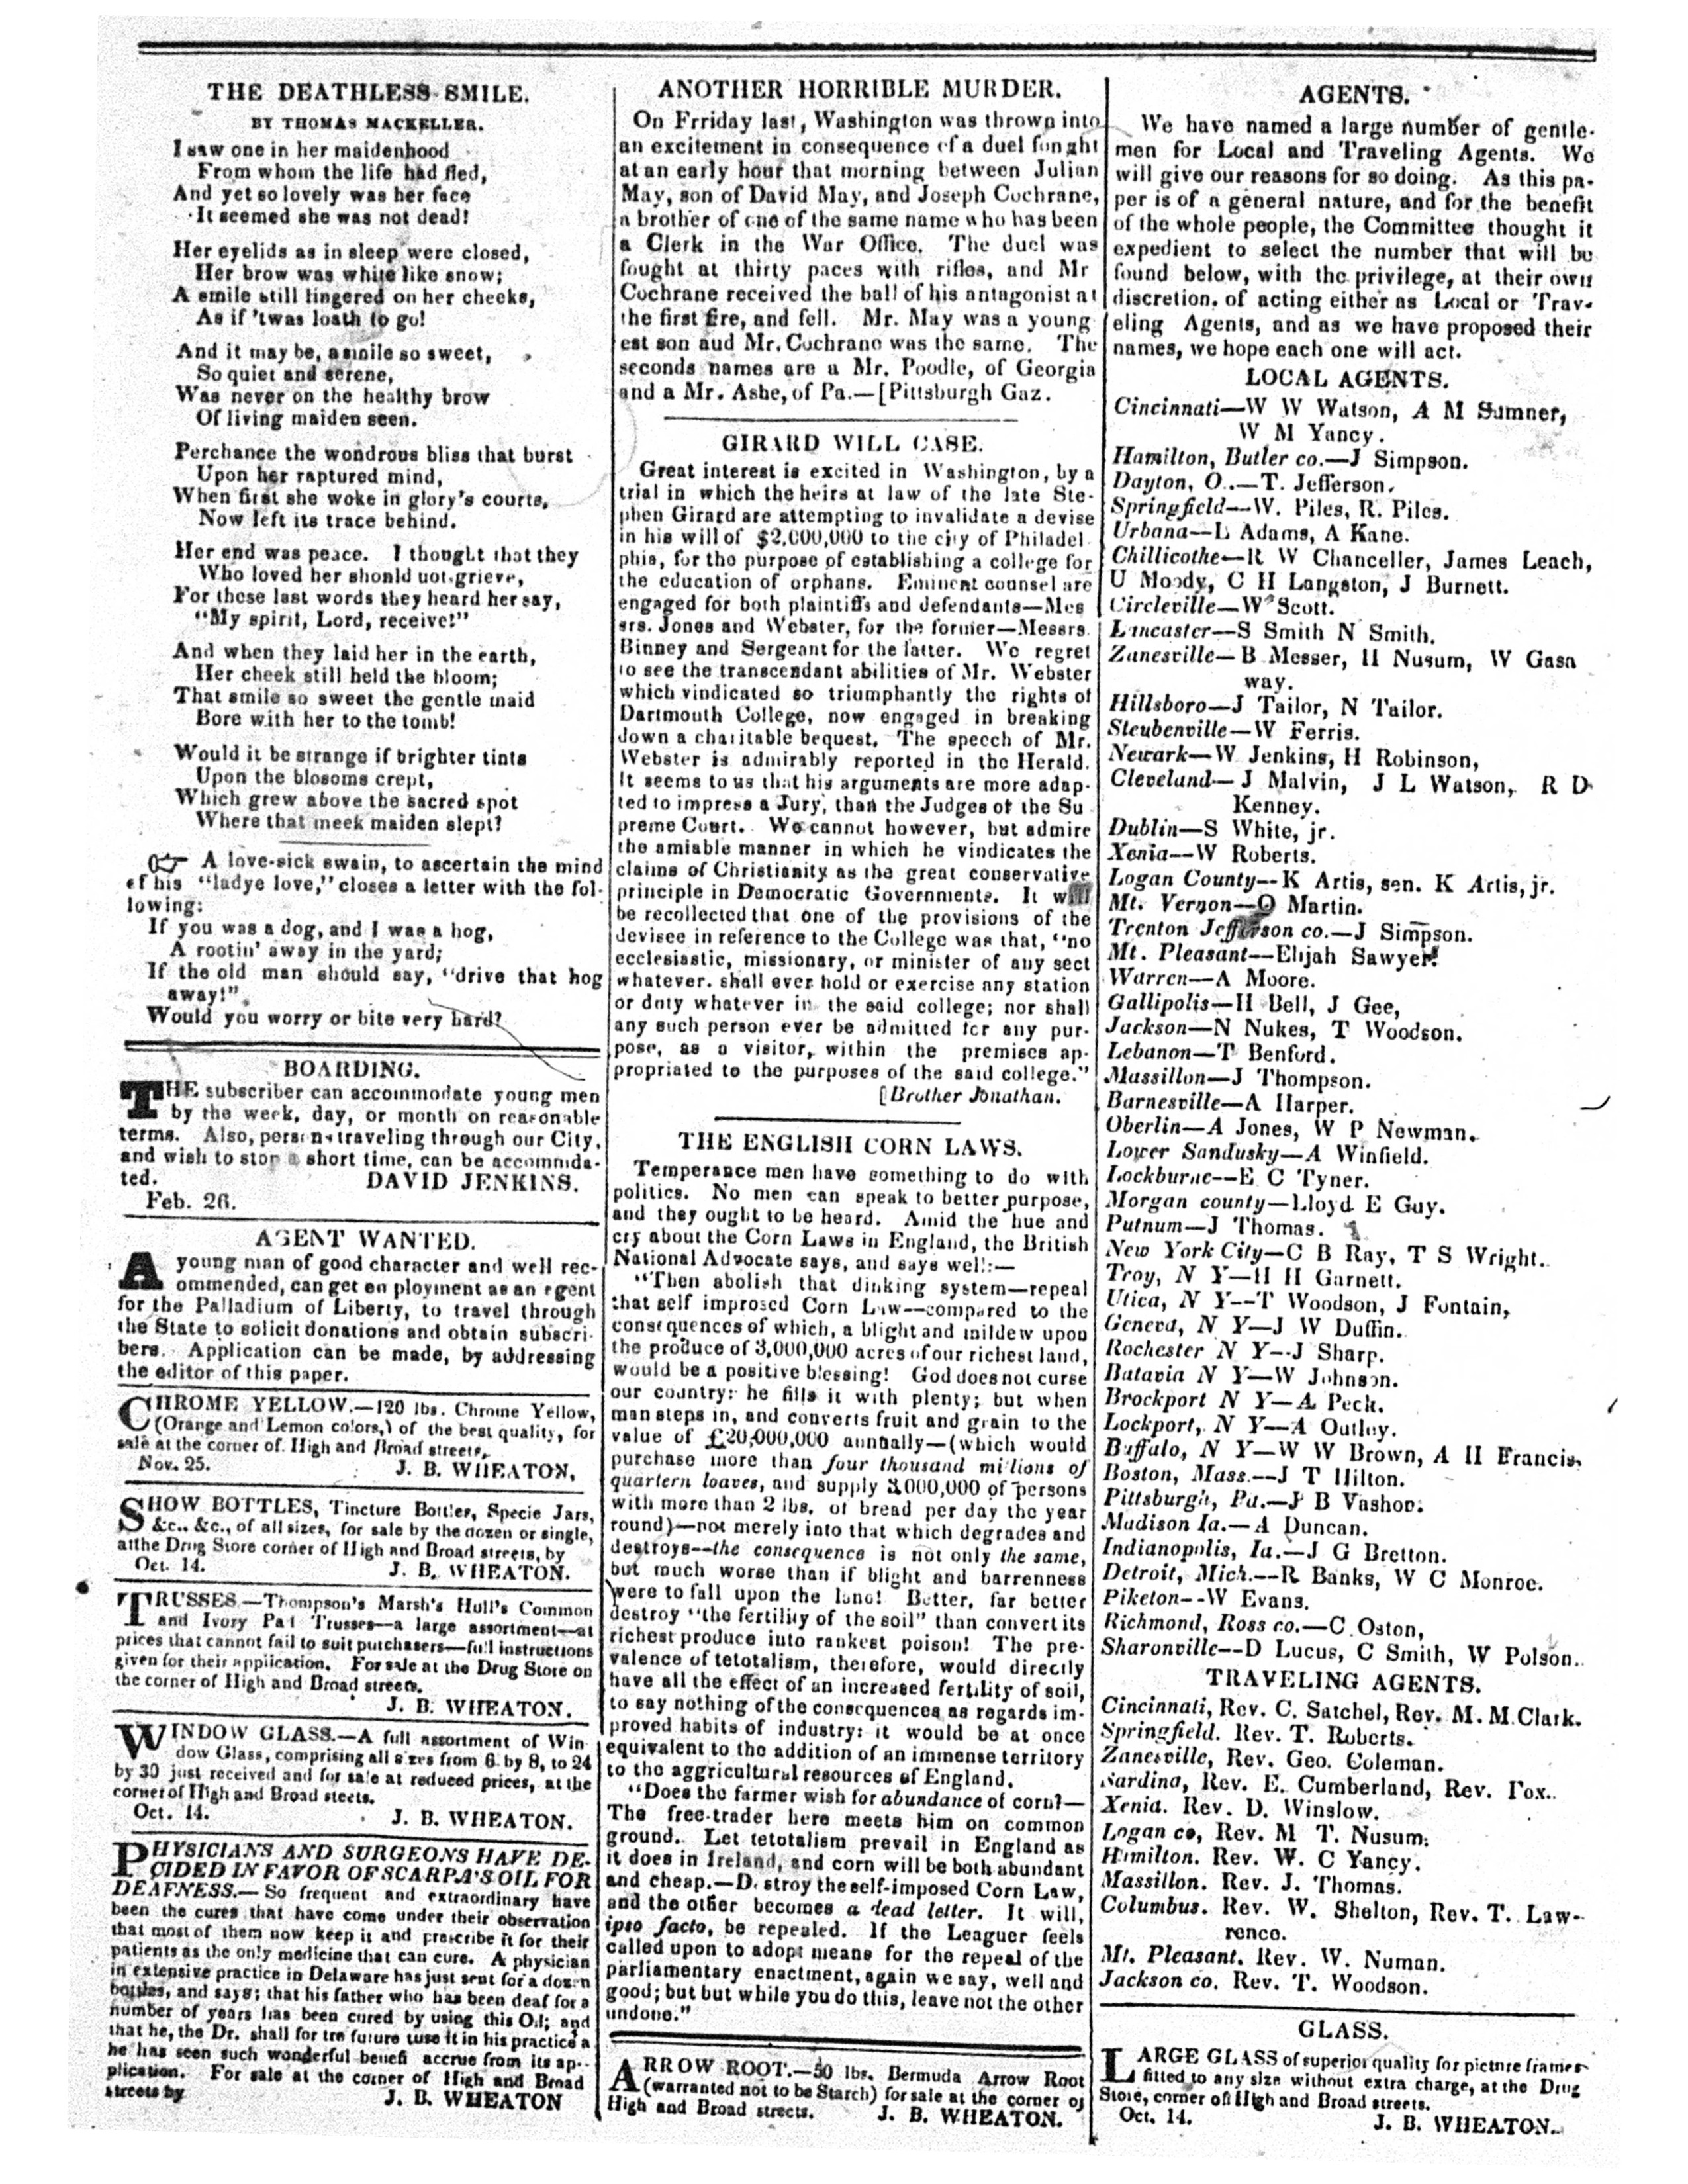 THE DEATHLESS SMILE.
BY THOMAS MACKELLER.
I saw one in her maidenhood
From whom the life had fled,
And yet so lovely was her face
It seemed she was not dead!
Her eyelids as in sleep were closed,
Her brow was white like snow;
A smile still lingered on her cheeks,
As if 'twas loath to go!
And it may be, a smile so sweet,
So quiet and serene,
Was never on the healthy brow
Of living maiden seen.
Perchance the wondrous bliss that burst
Upon her raptured mind,
When first she woke in glory's courts,
Now left its trace behind.
Her end was peace. I thought that they
Who loved her should uot grieve,
For these last words they heard her say,
"My spirit, Lord, receive!"
And when they laid her in the earth,
Her cheek still held the bloom;
That smile so sweet the gentle maid
Bore with her to the tomb!
Would it be strange if brighter tints
Upon the blosoms crept,
Which grew above the sacred spot
Where that meek maiden slept?
☞ A love-sick swain, to ascertain the mind
of his "ladye love," closes a letter with the fol-
lowing:
If you was a dog, and I was a hog,
A rootin' away in the yard;
If the old man should say, "drive that hog
away!"
Would you worry or bite very hard?
BOARDING.
THE subscriber can accommodate young men
by the week, day, or month on reasonable
terms. Also, persons traveling through our City,
and wish to stop a short time, can be accommda-
ted. DAVID JENKINS.
Feb. 26.
AGENT WANTED.
A young man of good character and well rec-
ommended, can get en ployment as an agent
for the Palladium of Liberty, to travel through
the State to solicit donations and obtain subscri-
bers. Application can be made, by addressing
the editor of this paper.
CHROME YELLOW.—120 lbs. Chrome Yellow,
(Orange and Lemon colors,) of the best quality, for
sale at the corner of High and Broad streets,
Nov. 25. J. B. WHEATON,
SHOW BOTTLES, Tincture Bottles, Specie Jars,
&c., &c., of all sizes, for sale by the dozen or single,
atthe Drug Store corner of High and Broad streets, by
Oct. 14. J. B. WHEATON.
TRUSSES.—Thompson's Marsh's Hull's Common
and Ivory Pad Trusses—a large assortment—at
prices that cannot fail to suit purchasers—full instructions
given for their application. For sale at the Drug Store on
the corner of High and Broad streets.
J. B. WHEATON.
WINDOW GLASS.—A full assortment of Win
dow Glass, comprising all sizes from 6 by 8, to 24
by 30 just received and for sale at reduced prices, at the
corner of High and Broad steets.
Oct. 14. J. B. WHEATON.
PHYSICIANS AND SURGEONS HAVE DE-
CIDED IN FAVOR OF SCARPA'S OIL FOR
DEAFNESS.—So frequent and extraordinary have
been the cures that have come under their observation
that most of them now keep it and prescribe it for their
patients as the only medicine that can cure. A physician
in extensive practice in Delaware has just sent for a dozen
bottles, and says; that his father who has been deaf for a
number of years has been cured by using this Oil; and
that he, the Dr. shall for tre future use it in his practice a
he has seen such wonderful benefi accrue from its ap-
plication. For sale at the corner of High and Broad
streets by J. B. WHEATON
ANOTHER HORRIBLE MURDER.
On Frriday last, Washington was thrown into
an excitement in consequence of a duel fonght
at an early hour that morning between Julian
May, son of David May, and Joseph Cochrane,
a brother of one of the same name who has been
a Clerk in the War Office. The duel was
fought at thirty paces with rifles, and Mr
Cochrane received the ball of his antagonist at
the first fire, and fell. Mr. May was a young
est son aud Mr. Cochrane was the same. The
seconds names are a Mr. Poodle, of Georgia
and a Mr. Ashe, of Pa.—[Pittsburgh Gaz.
GIRARD WILL CASE.
Great interest is excited in Washington, by a
trial in which the heirs at law of the late Ste-
phen Girard are attempting to invalidate a devise
in his will of $2,000,000 to the city of Philadel
phia, for the purpose of establishing a college for
the education of orphans. Eminent counsel are
engaged for both plaintiffs and defendants—Mes
srs. Jones and Webster, for the former—Messrs.
Binney and Sergeant for the latter. We regret
to see the transcendant abilities of Mr. Webster
which vindicated so triumphantly the rights of
Dartmouth College, now engaged in breaking
down a charitable bequest. The speech of Mr.
Webster is admirably reported in the Herald.
It seems to us that his arguments are more adap-
ted to impress a Jury, than the Judges of the Su
preme Court. We cannot however, but admire
the amiable manner in which he vindicates the
claims of Christianity as the great conservative
principle in Democratic Governments. It will
be recollected that one of the provisions of the
devisee in reference to the College was that, "no
ecclesiastic, missionary, or minister of any sect
whatever. shall ever hold or exercise any station
or duty whatever in the said college; nor shall
any such person ever be admitted for any pur-
pose, as a visitor, within the premises ap-
propriated to the purposes of the said college."
[Brother Jonathan.
THE ENGLISH CORN LAWS.
Temperance men have something to do with
politics. No men can speak to better purpose,
and they ought to be heard. Amid the hue and
cry about the Corn Laws in England, the British
National Advocate says, and says well:—
"Then abolish that dinking system—repeal
that self improsed Corn Law—compared to the
consequences of which, a blight and mildew upon
the produce of 3,000,000 acres of our richest land,
would be a positive blessing! God does not curse
our country: he fills it with plenty; but when
man steps in, and converts fruit and grain to the
value of £20,000,000 annually—(which would
purchase more than four thousand millions of
quartern loaves, and supply 3,000,000 of persons
with more than 2 lbs. of bread per day the year
round)—not merely into that which degrades and
destroys--the consequence is not only the same,
but much worse than if blight and barrenness
were to fall upon the land! Better, far better
destroy "the fertility of the soil" than convert its
richest produce into rankest poison! The pre-
valence of tetotalism, therefore, would directly
have all the effect of an increased fertility of soil,
to say nothing of the consequences as regards im-
proved habits of industry: it would be at once
equivalent to the addition of an immense territory
to the aggricultural resources of England.
"Does the farmer wish for abundance of corn?—
The free-trader here meets him on common
ground. Let tetotalism prevail in England as
it does in Ireland, and corn will be both abundant
and cheap.—Destroy the self-imposed Corn Law,
and the other becomes a dead letter. It will,
ipso facto, be repealed. If the Leaguer feels
called upon to adopt means for the repeal of the
parliamentary enactment, again we say, well and
good; but but while you do this, leave not the other
undone."
ARROW ROOT.—50 lbs. Bermuda Arrow Root
(warranted not to be Starch) for sale at the corner of
High and Broad streets. J. B. WHEATON.
AGENTS.
We have named a large number of gentle-
men for Local and Traveling Agents. We
will give our reasons for so doing. As this pa-
per is of a general nature, and for the benefit
of the whole people, the Committee thought it
expedient to select the number that will be
found below, with the privilege, at their own
discretion. of acting either as Local or Trav-
eling Agents, and as we have proposed their
names, we hope each one will act.
LOCAL AGENTS.
Cincinnati—W W Watson, A M Sumner,
W M Yancy.
Hamilton, Butler co.—J Simpson.
Dayton, O..—T. Jefferson.
Springfield—W. Piles, R. Piles.
Urbana—L Adams, A Kane.
Chillicothe—R W Chanceller, James Leach,
U Moody, C H Langston, J Burnett.
Circleville—W Scott.
Lancaster—S Smith N Smith.
Zanesville—B Messer, H Nusum, W Gasa
way.
Hillsboro—J Tailor, N Tailor.
Steubenville—W Ferris.
Newark—W Jenkins, H Robinson,
Cleveland—J Malvin, J L Watson, R D
Kenney.
Dublin—S White, jr.
Xenia--W Roberts.
Logan County--K Artis, sen. K Artis, jr.
Mt. Vernon—O Martin.
Trenton Jefferson co.—J Simpson.
Mt. Pleasant—Elijah Sawyer.
Warren—A Moore.
Gallipolis—H Bell, J Gee,
Jackson—N Nukes, T Woodson.
Lebanon—T Benford.
Massillon—J Thompson.
Barnesville—A Harper.
Oberlin—A Jones, W P Newman.
Lower Sandusky—A Winfield.
Lockburne--E C Tyner.
Morgan county—Lloyd E Guy.
Putnum—J Thomas.
New York City—C B Ray, T S Wright.
Troy, N Y—H H Garnett.
Utica, N Y--T Woodson, J Fontain,
Geneva, N Y—J W Duffin.
Rochester N Y--J Sharp.
Batavia N Y—W Johnson.
Brockport N Y—A Peck.
Lockport, N Y—A Outley.
Buffalo, N Y—W W Brown, A H Francis,
Boston, Mass.--J T Hilton.
Pittsburgh, Pa.—J B Vashon.
Madison Ia.—A Duncan.
Indianopolis, Ia.—J G Bretton.
Detroit, Mich.--R Banks, W C Monroe.
Piketon--W Evans.
Richmond, Ross co.—C Oston,
Sharonville--D Lucus, C Smith, W Polson.
TRAVELING AGENTS.
Cincinnati, Rev. C. Satchel, Rev. M. M. Clark.
Springfield. Rev. T. Roberts.
Zanesville, Rev. Geo. Coleman.
Sardina, Rev. E. Cumberland, Rev. Fox.
Xenia. Rev. D. Winslow.
Logan co, Rev. M T. Nusum.
Himilton. Rev. W. C Yancy.
Massillon. Rev. J. Thomas.
Columbus. Rev. W. Shelton, Rev. T. Law-
rence.
Mt. Pleasant. Rev. W. Numan.
Jackson co. Rev. T. Woodson.
GLASS.
LARGE GLASS of superior quality for picture frames
fitted to any size without extra charge, at the Drug
Store, corner off High and Broad streets.
Oct. 14. J. B. WHEATON.